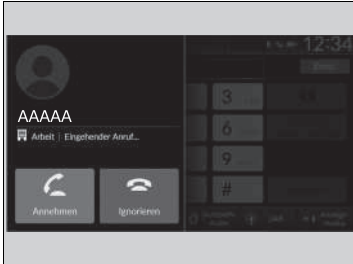 12:34
AAAAA
Arbeit | Eingehender Anruf...
3
6
9
#
Annehmen
Ignorieren